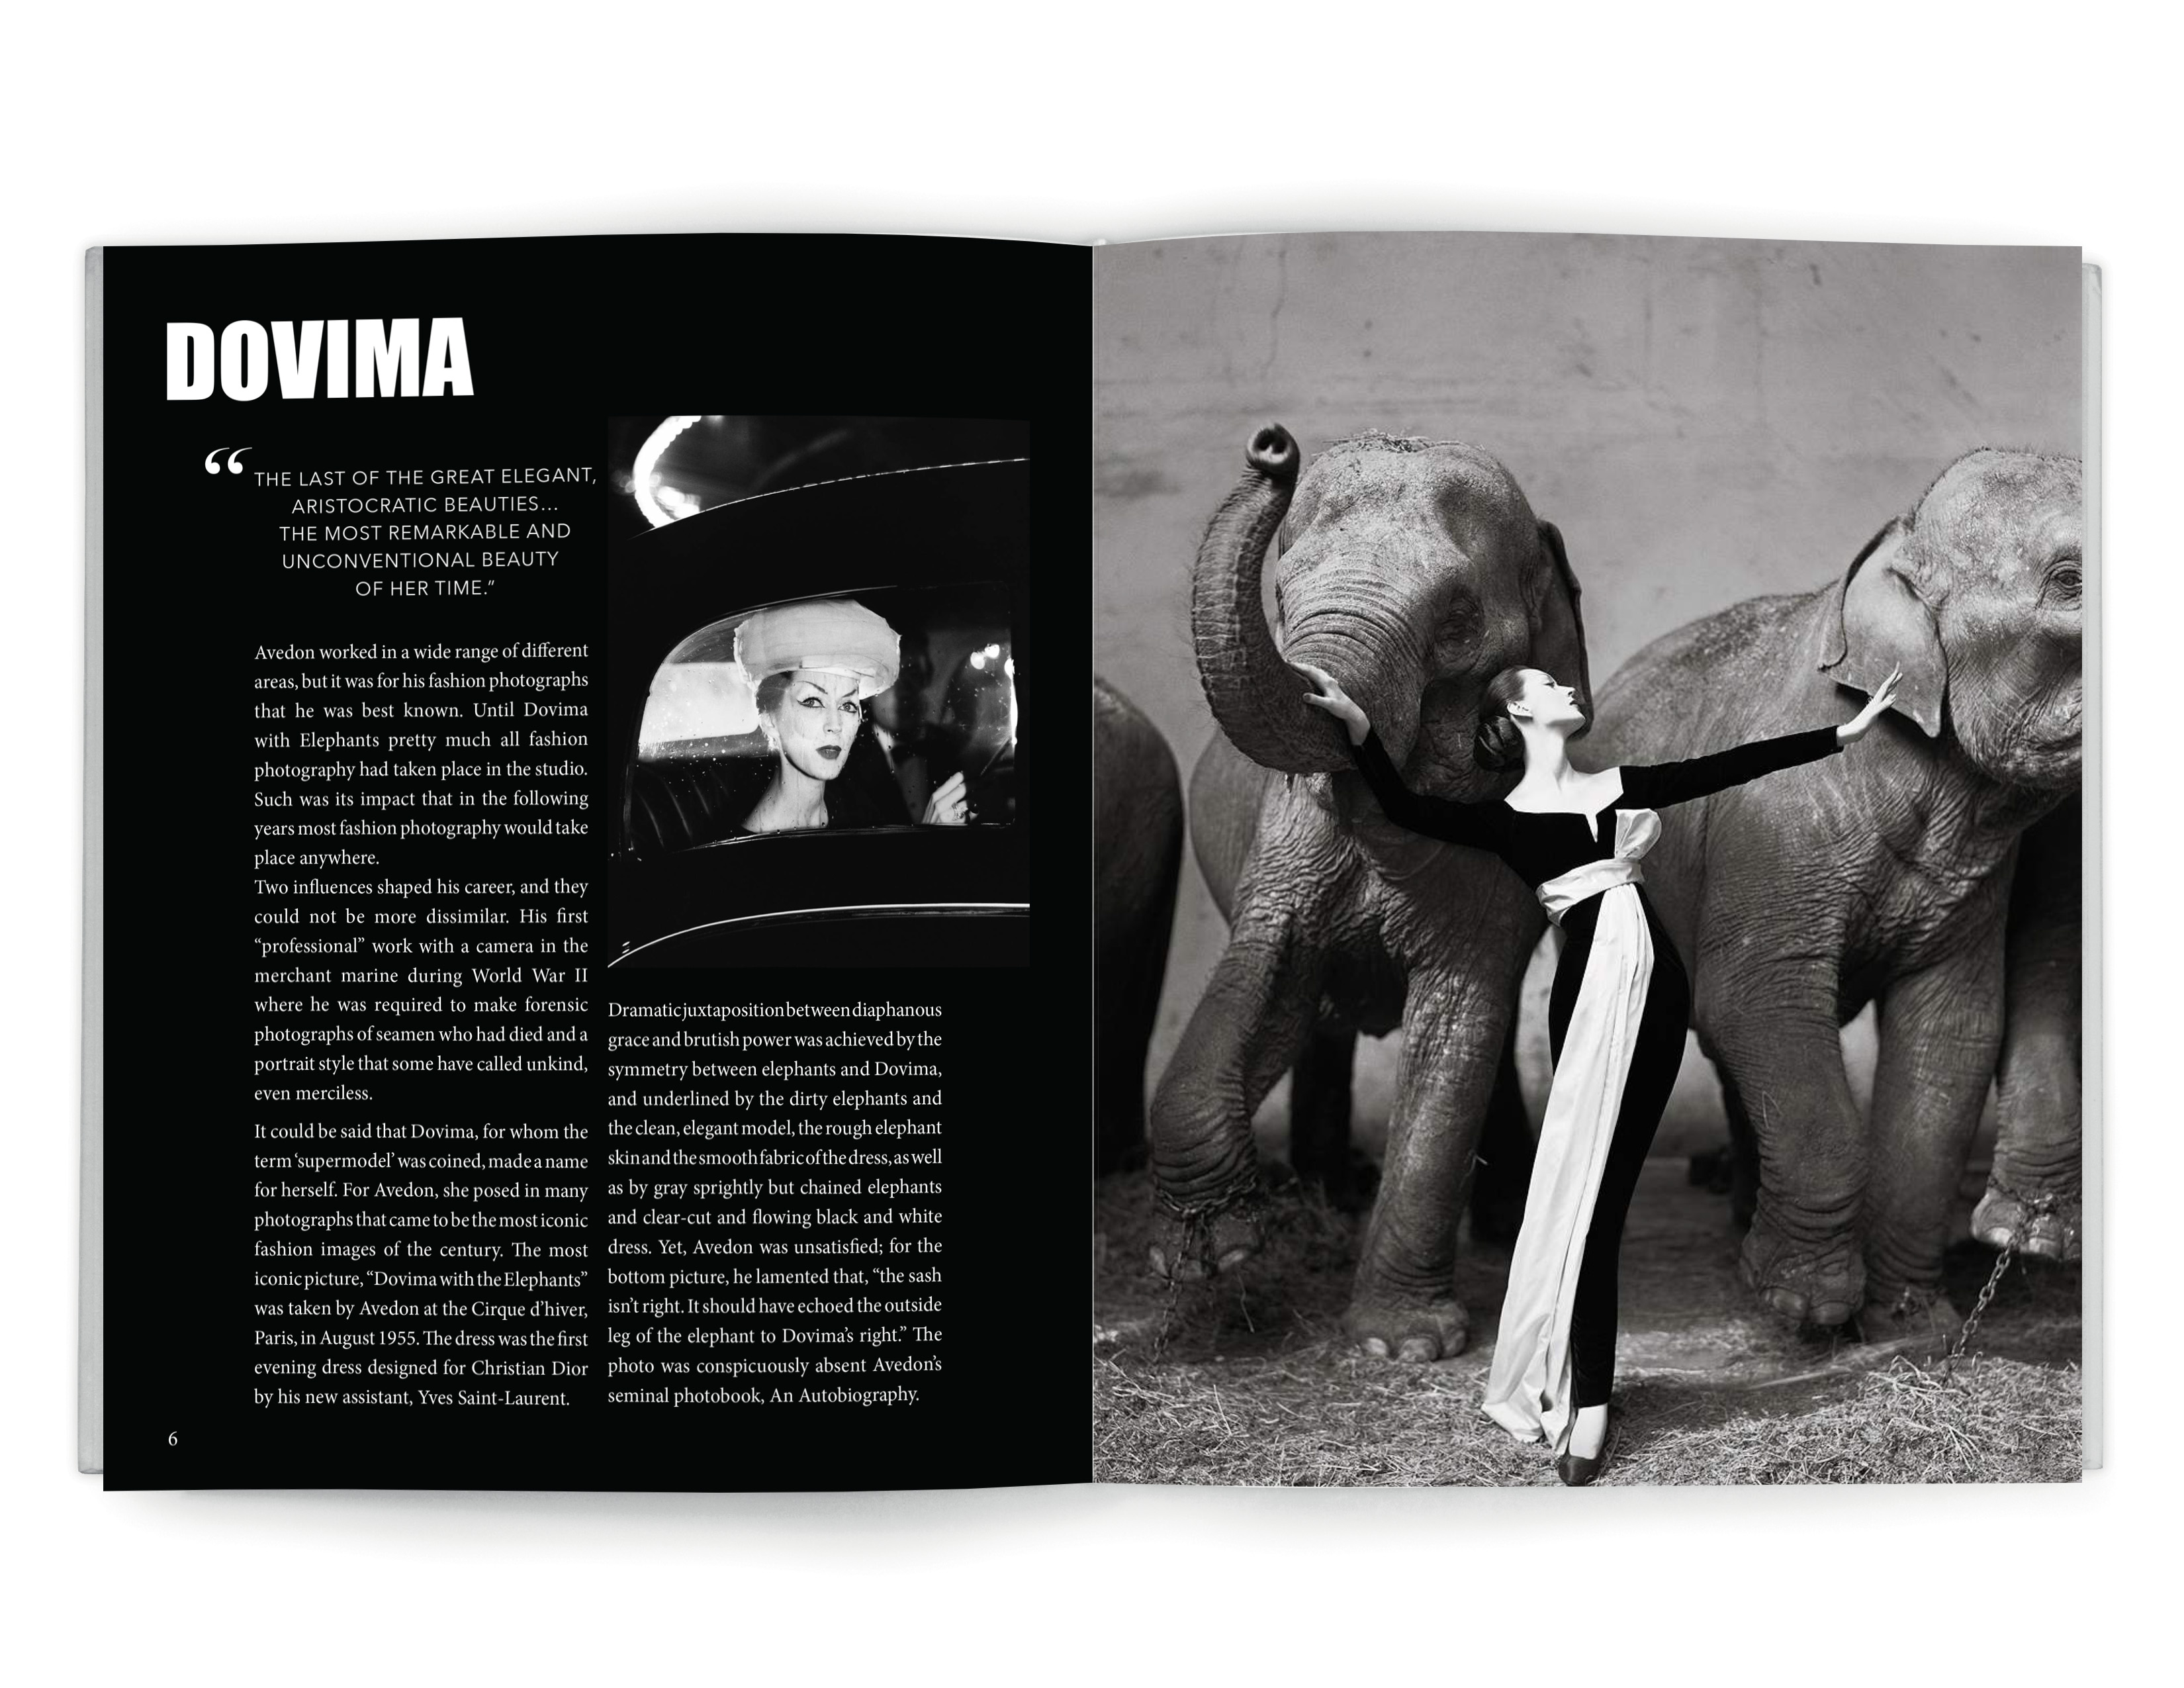 DOVIMA
“ THE LAST OF THE GREAT ELEGANT,
ARISTOCRATIC BEAUTIES...
THE MOST REMARKABLE AND
UNCONVENTIONAL BEAUTY
OF HER TIME.”
Avedon worked in a wide range of different
areas, but it was for his fashion photographs
that he was best known. Until Dovima
with Elephants pretty much all fashion
photography had taken place in the studio.
Such was its impact that in the following
years most fashion photography would take
place anywhere.
Two influences shaped his career, and they
could not be more dissimilar. His first
“professional” work with a camera in the
merchant marine during World War II
where he was required to make forensic
photographs of seamen who had died and a
portrait style that some have called unkind,
even merciless.
It could be said that Dovima, for whom the
term ‘supermodel’ was coined, made a name
for herself. For Avedon, she posed in many
photographs that came to be the most iconic
fashion images of the century. The most
iconic picture, “Dovima with the Elephants”
was taken by Avedon at the Cirque d’hiver,
Paris, in August 1955. The dress was the first
evening dress designed for Christian Dior
by his new assistant, Yves Saint-Laurent.
Dramatic juxtaposition between diaphanous
grace and brutish power was achieved by the
symmetry between elephants and Dovima,
and underlined by the dirty elephants and
the clean, elegant model, the rough elephant
skin and the smooth fabric of the dress, as well
as by gray sprightly but chained elephants
and clear-cut and flowing black and white
dress. Yet, Avedon was unsatisfied; for the
bottom picture, he lamented that, “the sash
isn’t right. It should have echoed the outside
leg of the elephant to Dovima’s right.” The
photo was conspicuously absent Avedon’s
seminal photobook, An Autobiography.
6